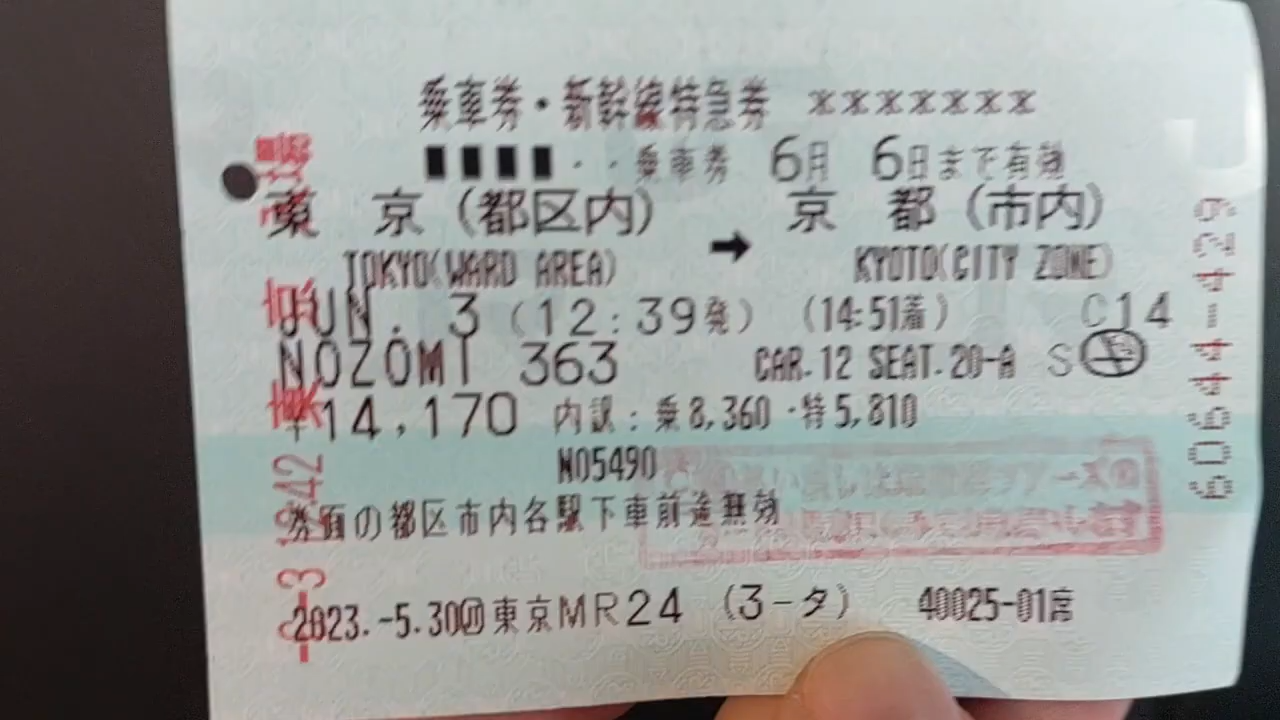 乗車券・新幹線特急券 ×××××××
■■■■・・乗車券 6月 6日まで有効
東 京（都区内） ➡ 京 都（市内）
TOKYO(WARD AREA) KYOTO(CITY ZONE)
JUN. 3（12:39発）（14:51着） C14
NOZOMI 363 CAR.12 SEAT.20-A
¥14,170 内訳：乗8,360・特5,810
N05490
券面の都区市内各駅下車前途無効
2023.-5.30 東京MR24 （3-タ） 40025-01席